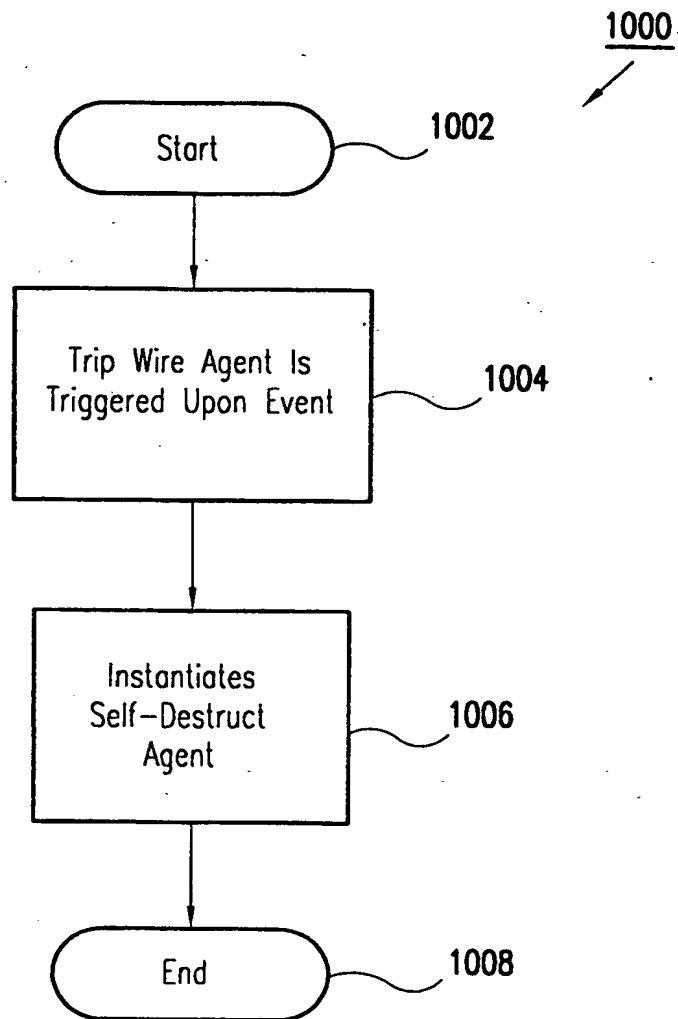 1000
Start
1002
Trip Wire Agent Is
Triggered Upon Event
1004
Instantiates
Self-Destruct
Agent
1006
End
1008